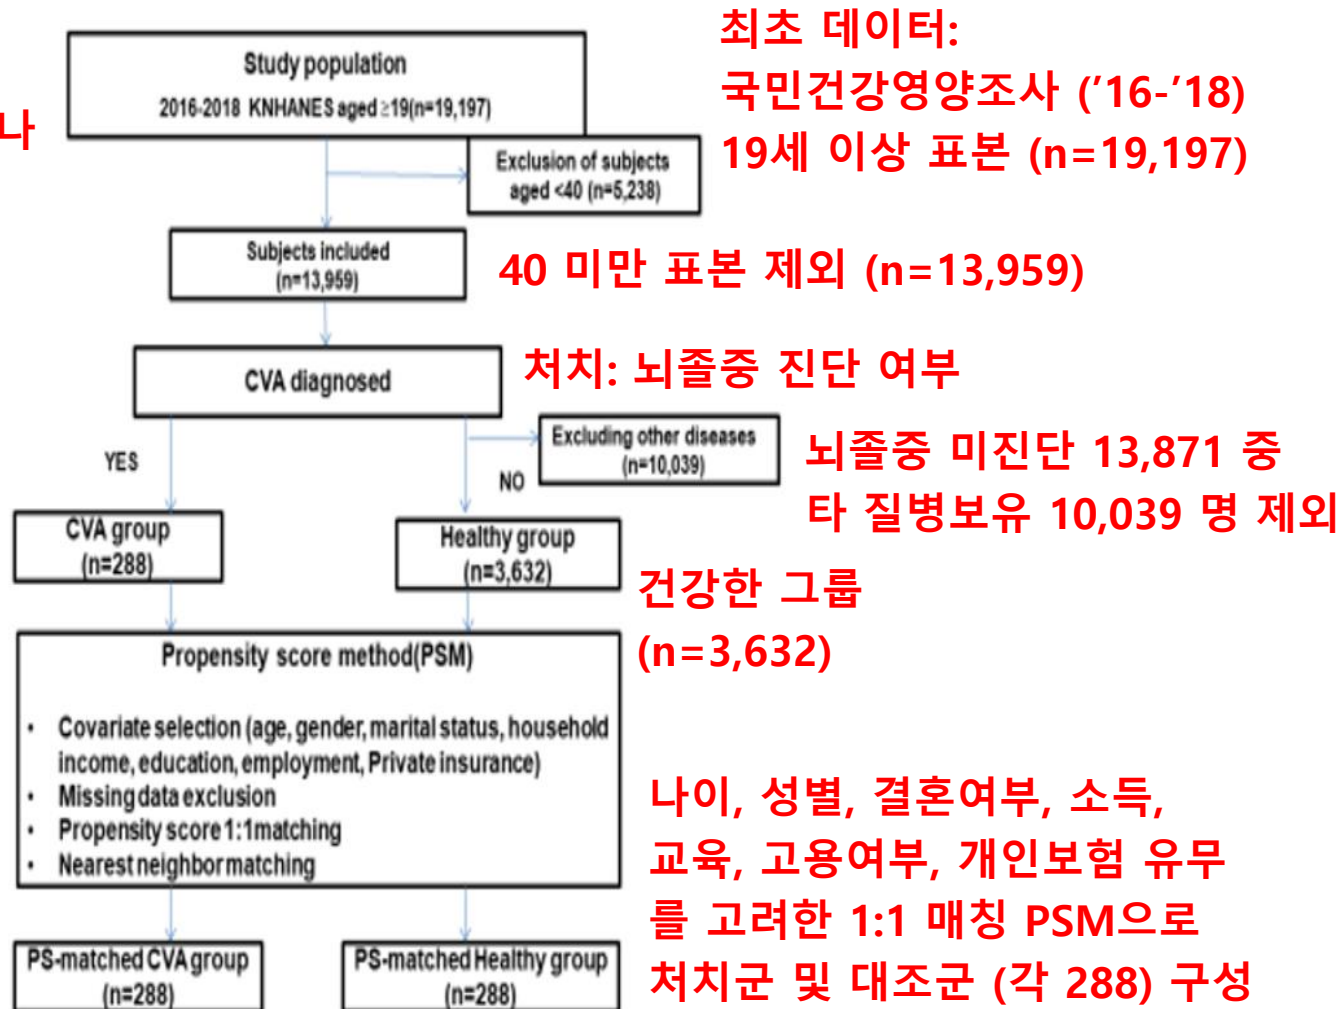 최초 데이터:
국민건강영양조사 ('16-'18)
19세 이상 표본 (n=19,197)
나
Study population
2016-2018 KNHANES aged ≥19(n=19,197)
Exclusion of subjects
aged <40 (n=5,238)
Subjects included
(n=13,959)
40 미만 표본 제외 (n=13,959)
CVA diagnosed
처치: 뇌졸중 진단 여부
YES
NO
Excluding other diseases
(n=10,039)
뇌졸중 미진단 13,871 중
타 질병보유 10,039 명 제외
CVA group
(n=288)
Healthy group
(n=3,632)
건강한 그룹
(n=3,632)
Propensity score method(PSM)
• Covariate selection (age, gender, marital status, household
income, education, employment, Private insurance)
• Missing data exclusion
• Propensity score 1:1matching
• Nearest neighbor matching
나이, 성별, 결혼여부, 소득,
교육, 고용여부, 개인보험 유무
를 고려한 1:1 매칭 PSM으로
처치군 및 대조군 (각 288) 구성
PS-matched CVA group
(n=288)
PS-matched Healthy group
(n=288)